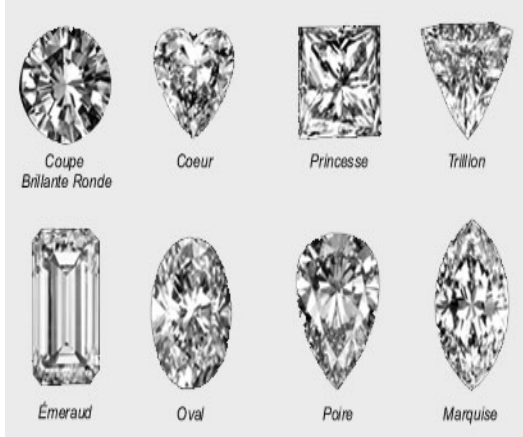 Coupe
Brillante Ronde
Coeur
Princesse
Trillion
Émeraud
Oval
Poire
Marquise